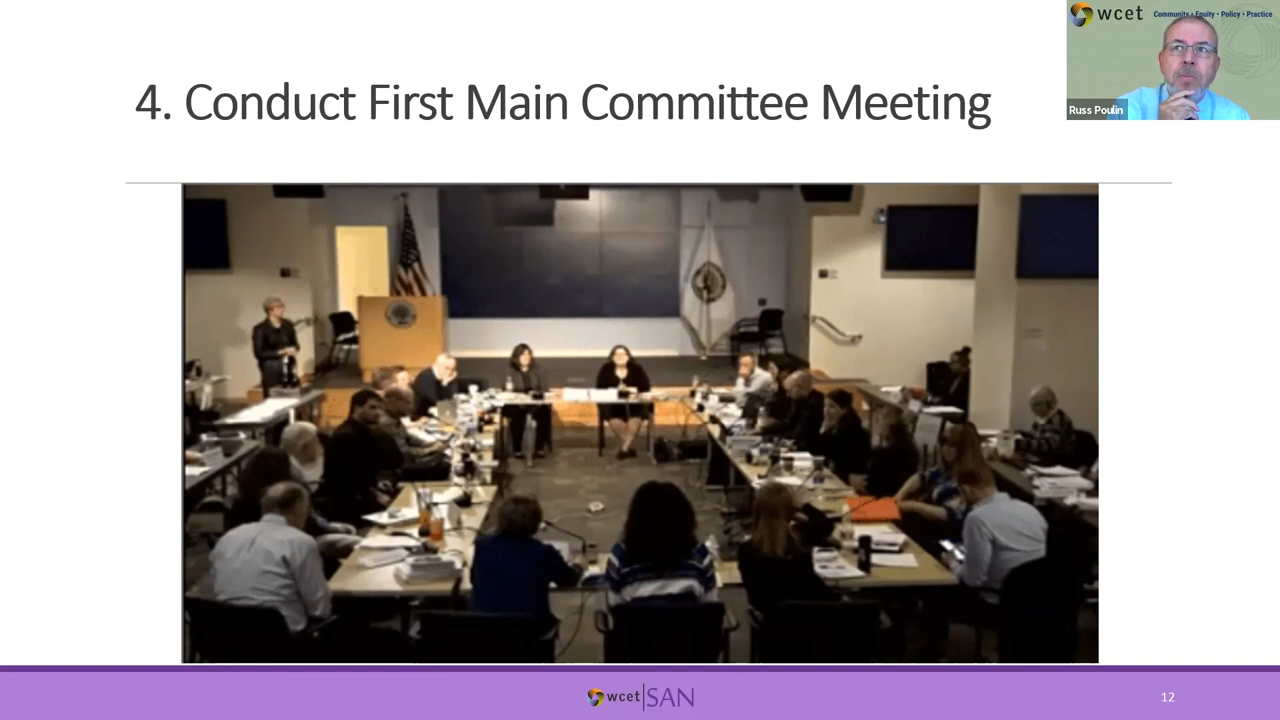 wcet Community • Equity • Policy • Practice
4. Conduct First Main Committee Meeting
Russ Poulin
wcet SAN
12